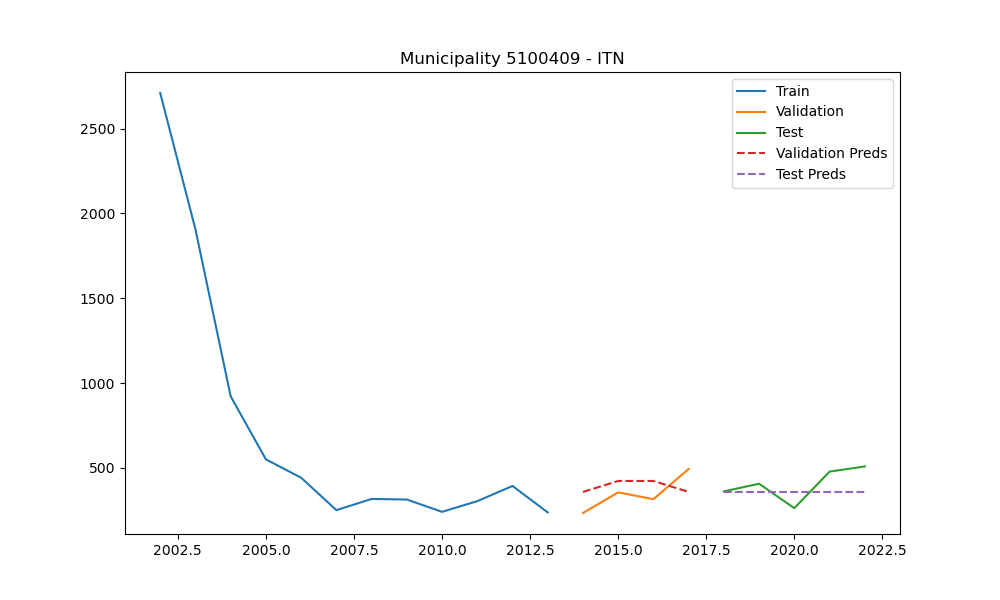 Municipality 5100409 - ITN
Train
Validation
Test
Validation Preds
Test Preds
2500
2000
1500
1000
500
2002.5 2005.0 2007.5 2010.0 2012.5 2015.0 2017.5 2020.0 2022.5